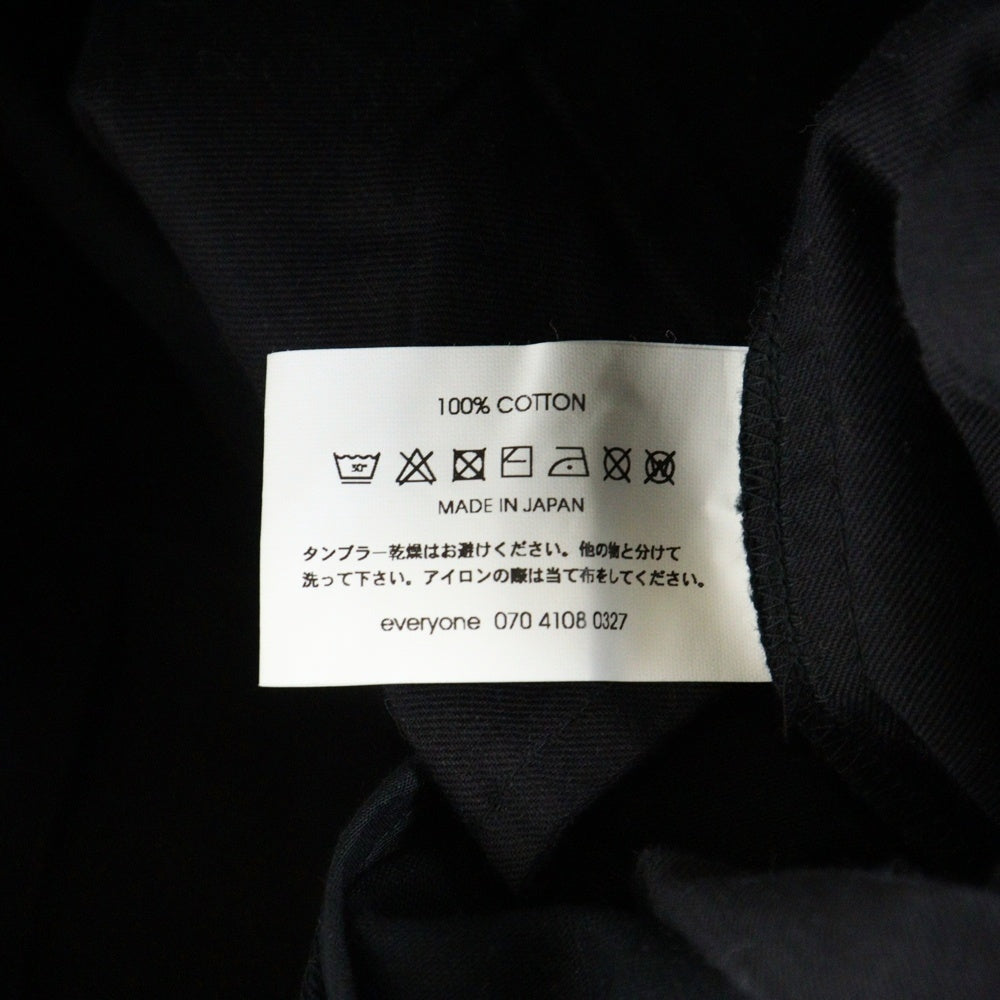 100% COTTON
30°
W
MADE IN JAPAN
タンブラー乾燥はお避けください。他の物と分けて
洗って下さい。アイロンの際は当て布をしてください。
everyone 070 4108 0327